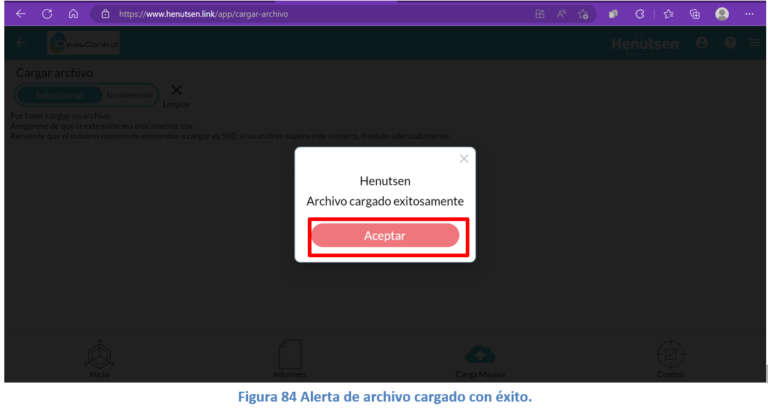 https://www.henutsen.link/app/cargar-archivo
Henutsen
Cargar archivo
Seleccionar Sin seleccion
Limpiar
Por favor cargue un archivo.
Asegúrese de que la extensión sea únicamente .csv.
Recuerde que el máximo número de elementos a cargar es 500; si su archivo supera este número, divídalo adecuadamente.
Henutsen
Archivo cargado exitosamente
Aceptar
Inicio Informes Carga Masiva Conteo
Figura 84 Alerta de archivo cargado con éxito.